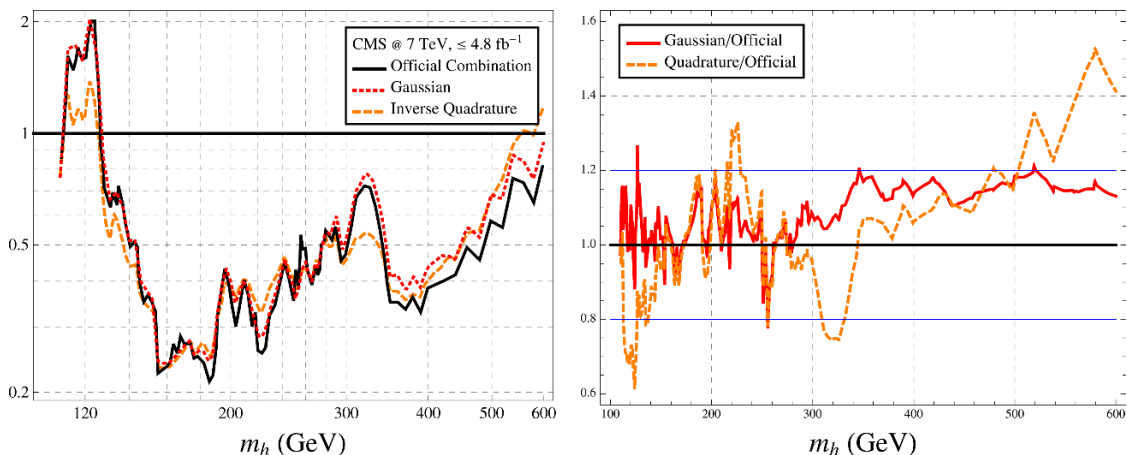 2
1
0.5
0.2
CMS @ 7 TeV, ≤ 4.8 fb⁻¹
Official Combination
Gaussian
Inverse Quadrature
120 200 300 400 500 600
m_h (GeV)
1.6
1.4
1.2
1.0
0.8
0.6
Gaussian/Official
Quadrature/Official
100 200 300 400 500 600
m_h (GeV)